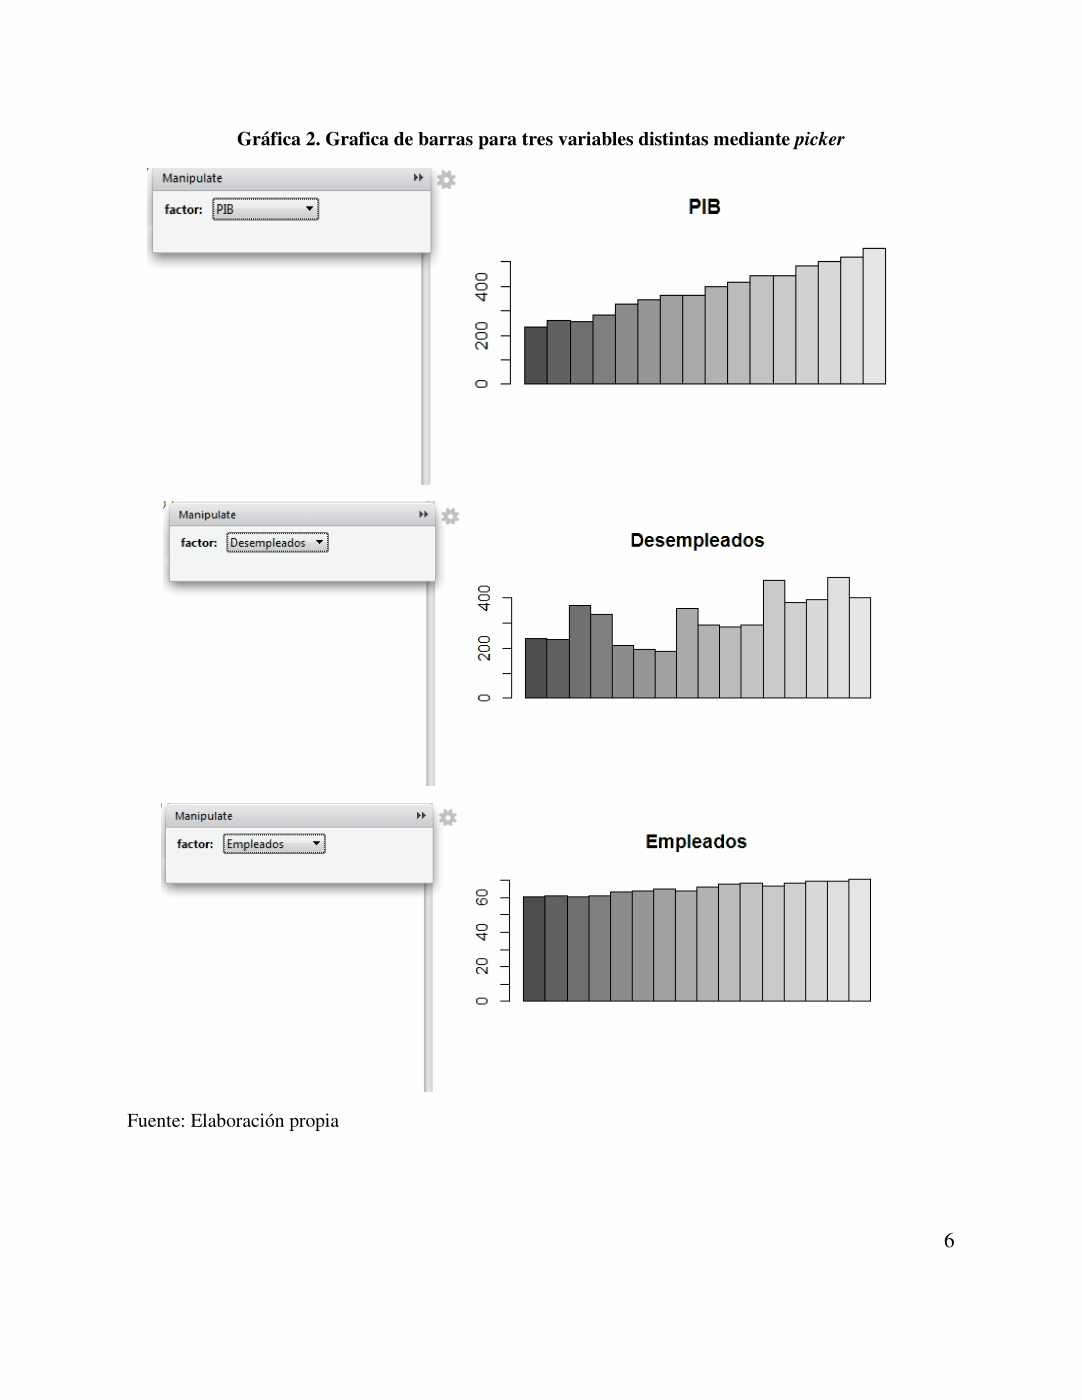 Gráfica 2. Grafica de barras para tres variables distintas mediante picker
Manipulate
factor: PIB
PIB
400
200
0
Manipulate
factor: Desempleados
Desempleados
400
200
0
Manipulate
factor: Empleados
Empleados
60
40
20
0
Fuente: Elaboración propia
6